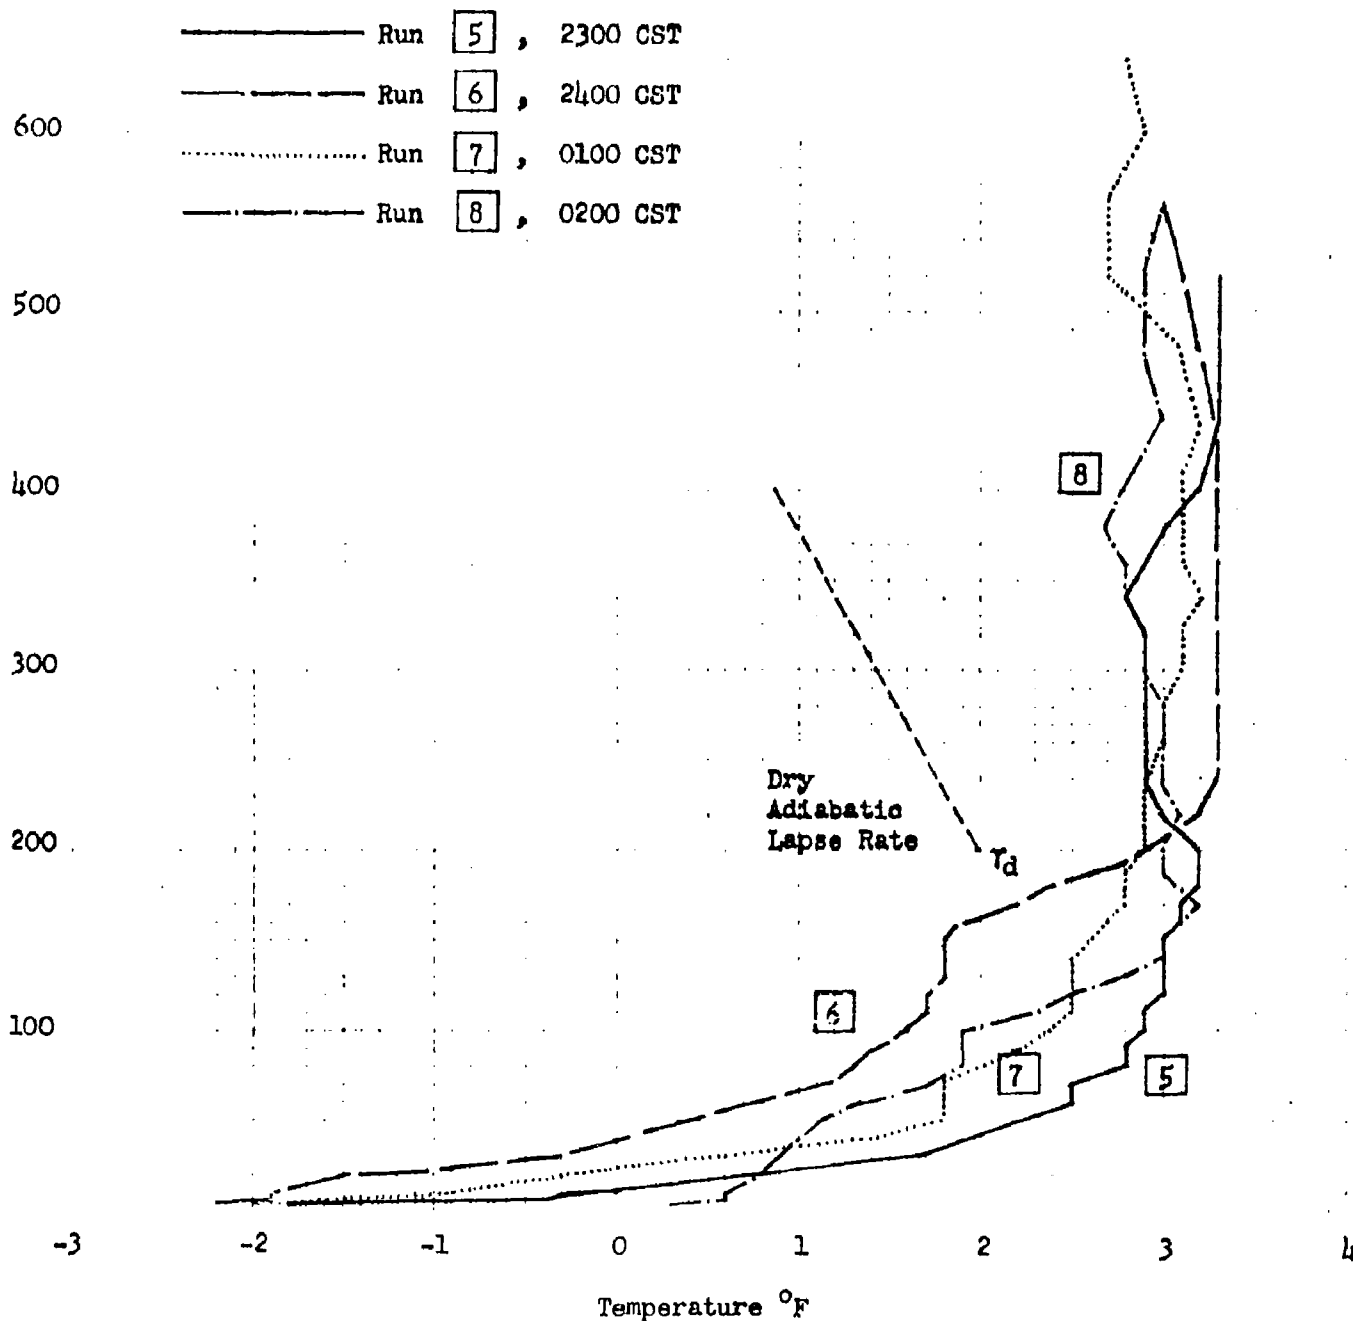 Run 5 , 2300 CST
Run 6 , 2400 CST
Run 7 , 0100 CST
Run 8 , 0200 CST
600
500
400
300
200
100
8
Dry
Adiabatic
Lapse Rate
γd
6
7
5
-3 -2 -1 0 1 2 3 4
Temperature °F